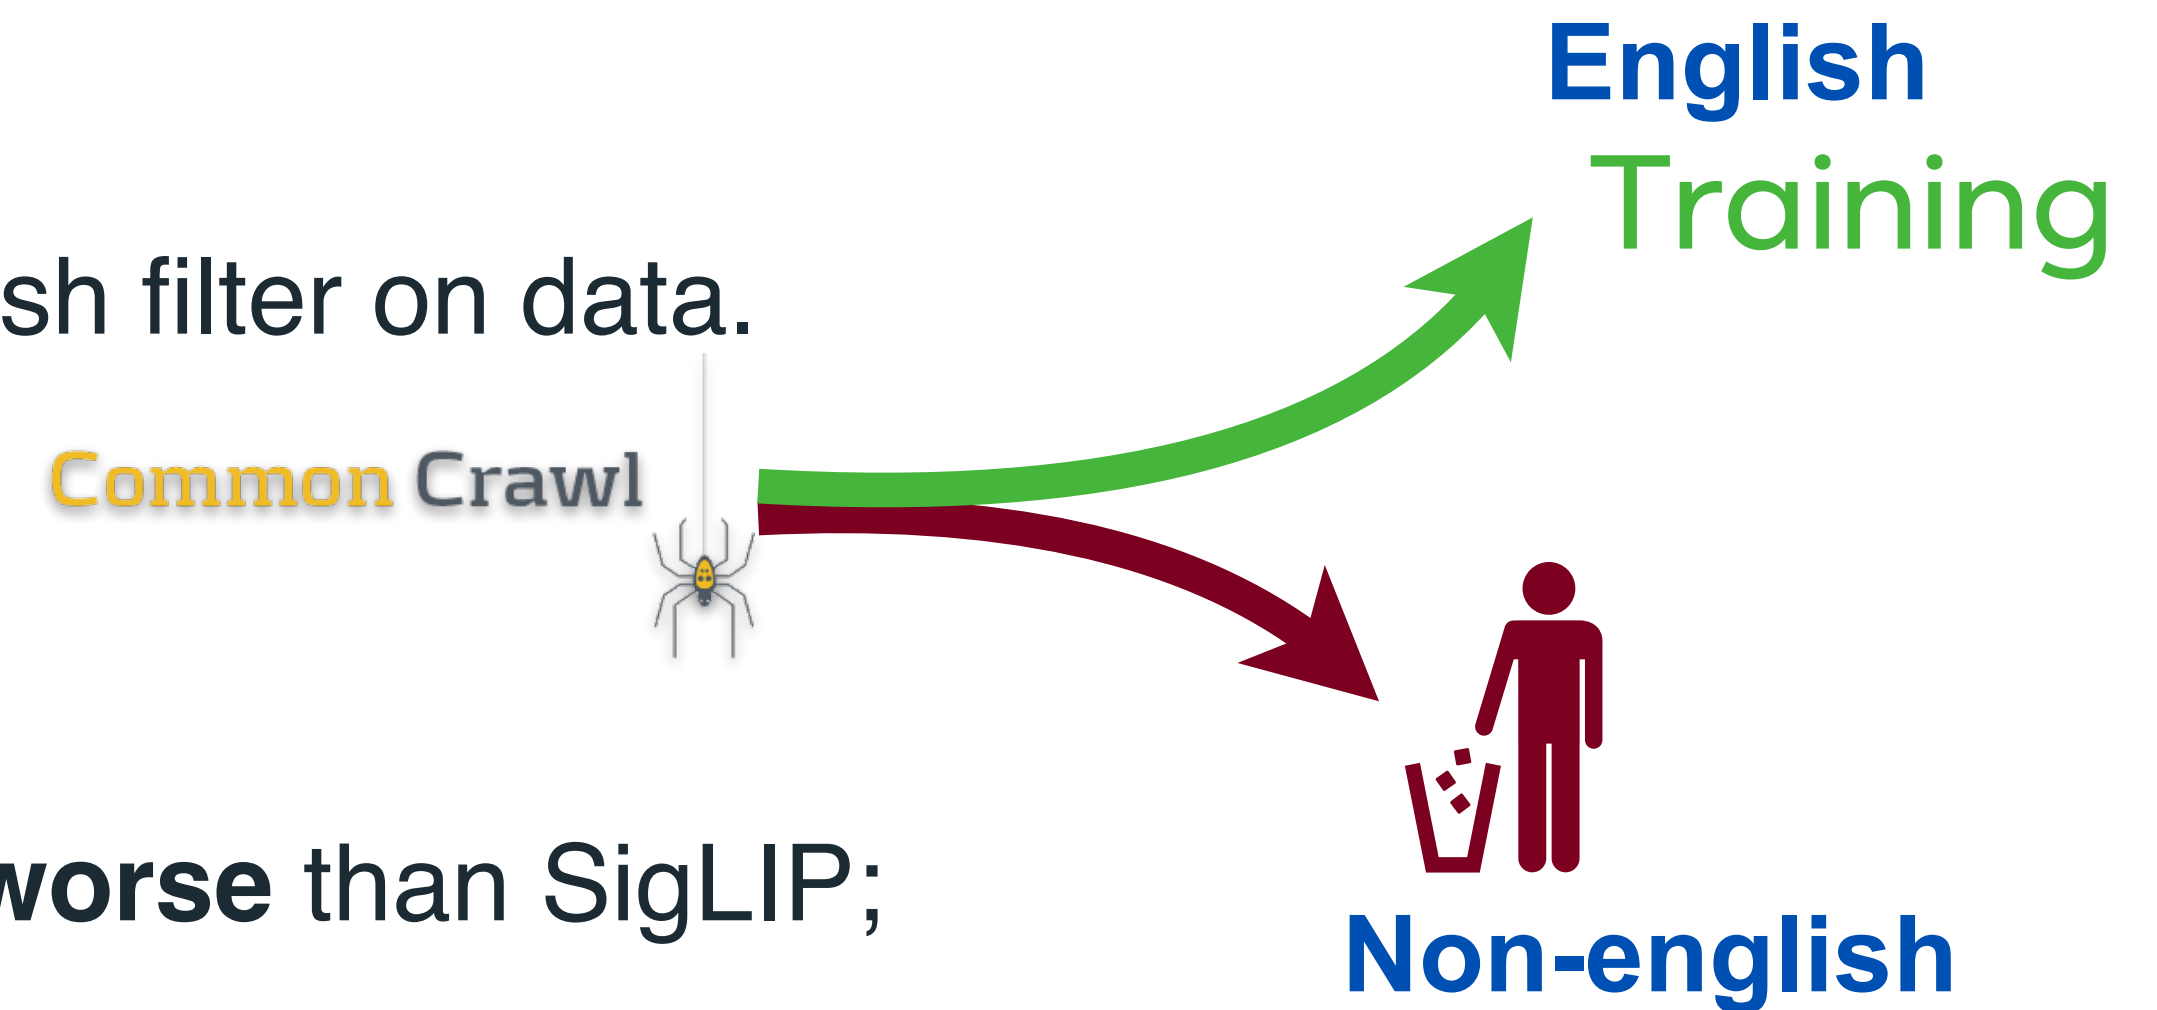 English
Training
sh filter on data.
Common Crawl
worse than SigLIP;
Non-english